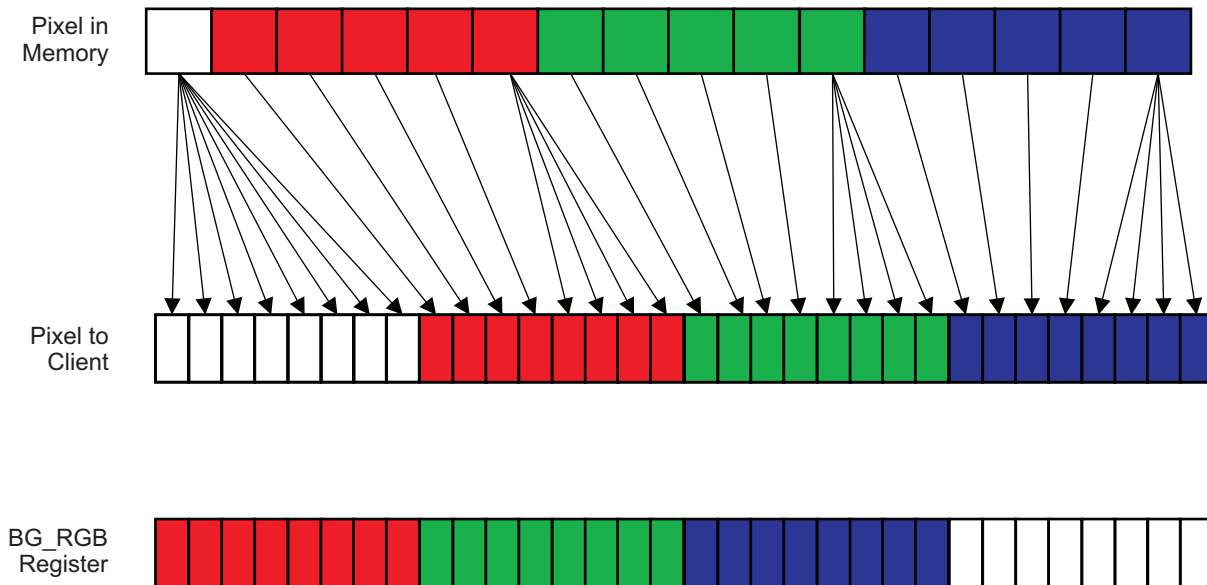 Pixel in
Memory
Pixel to
Client
BG_RGB
Register